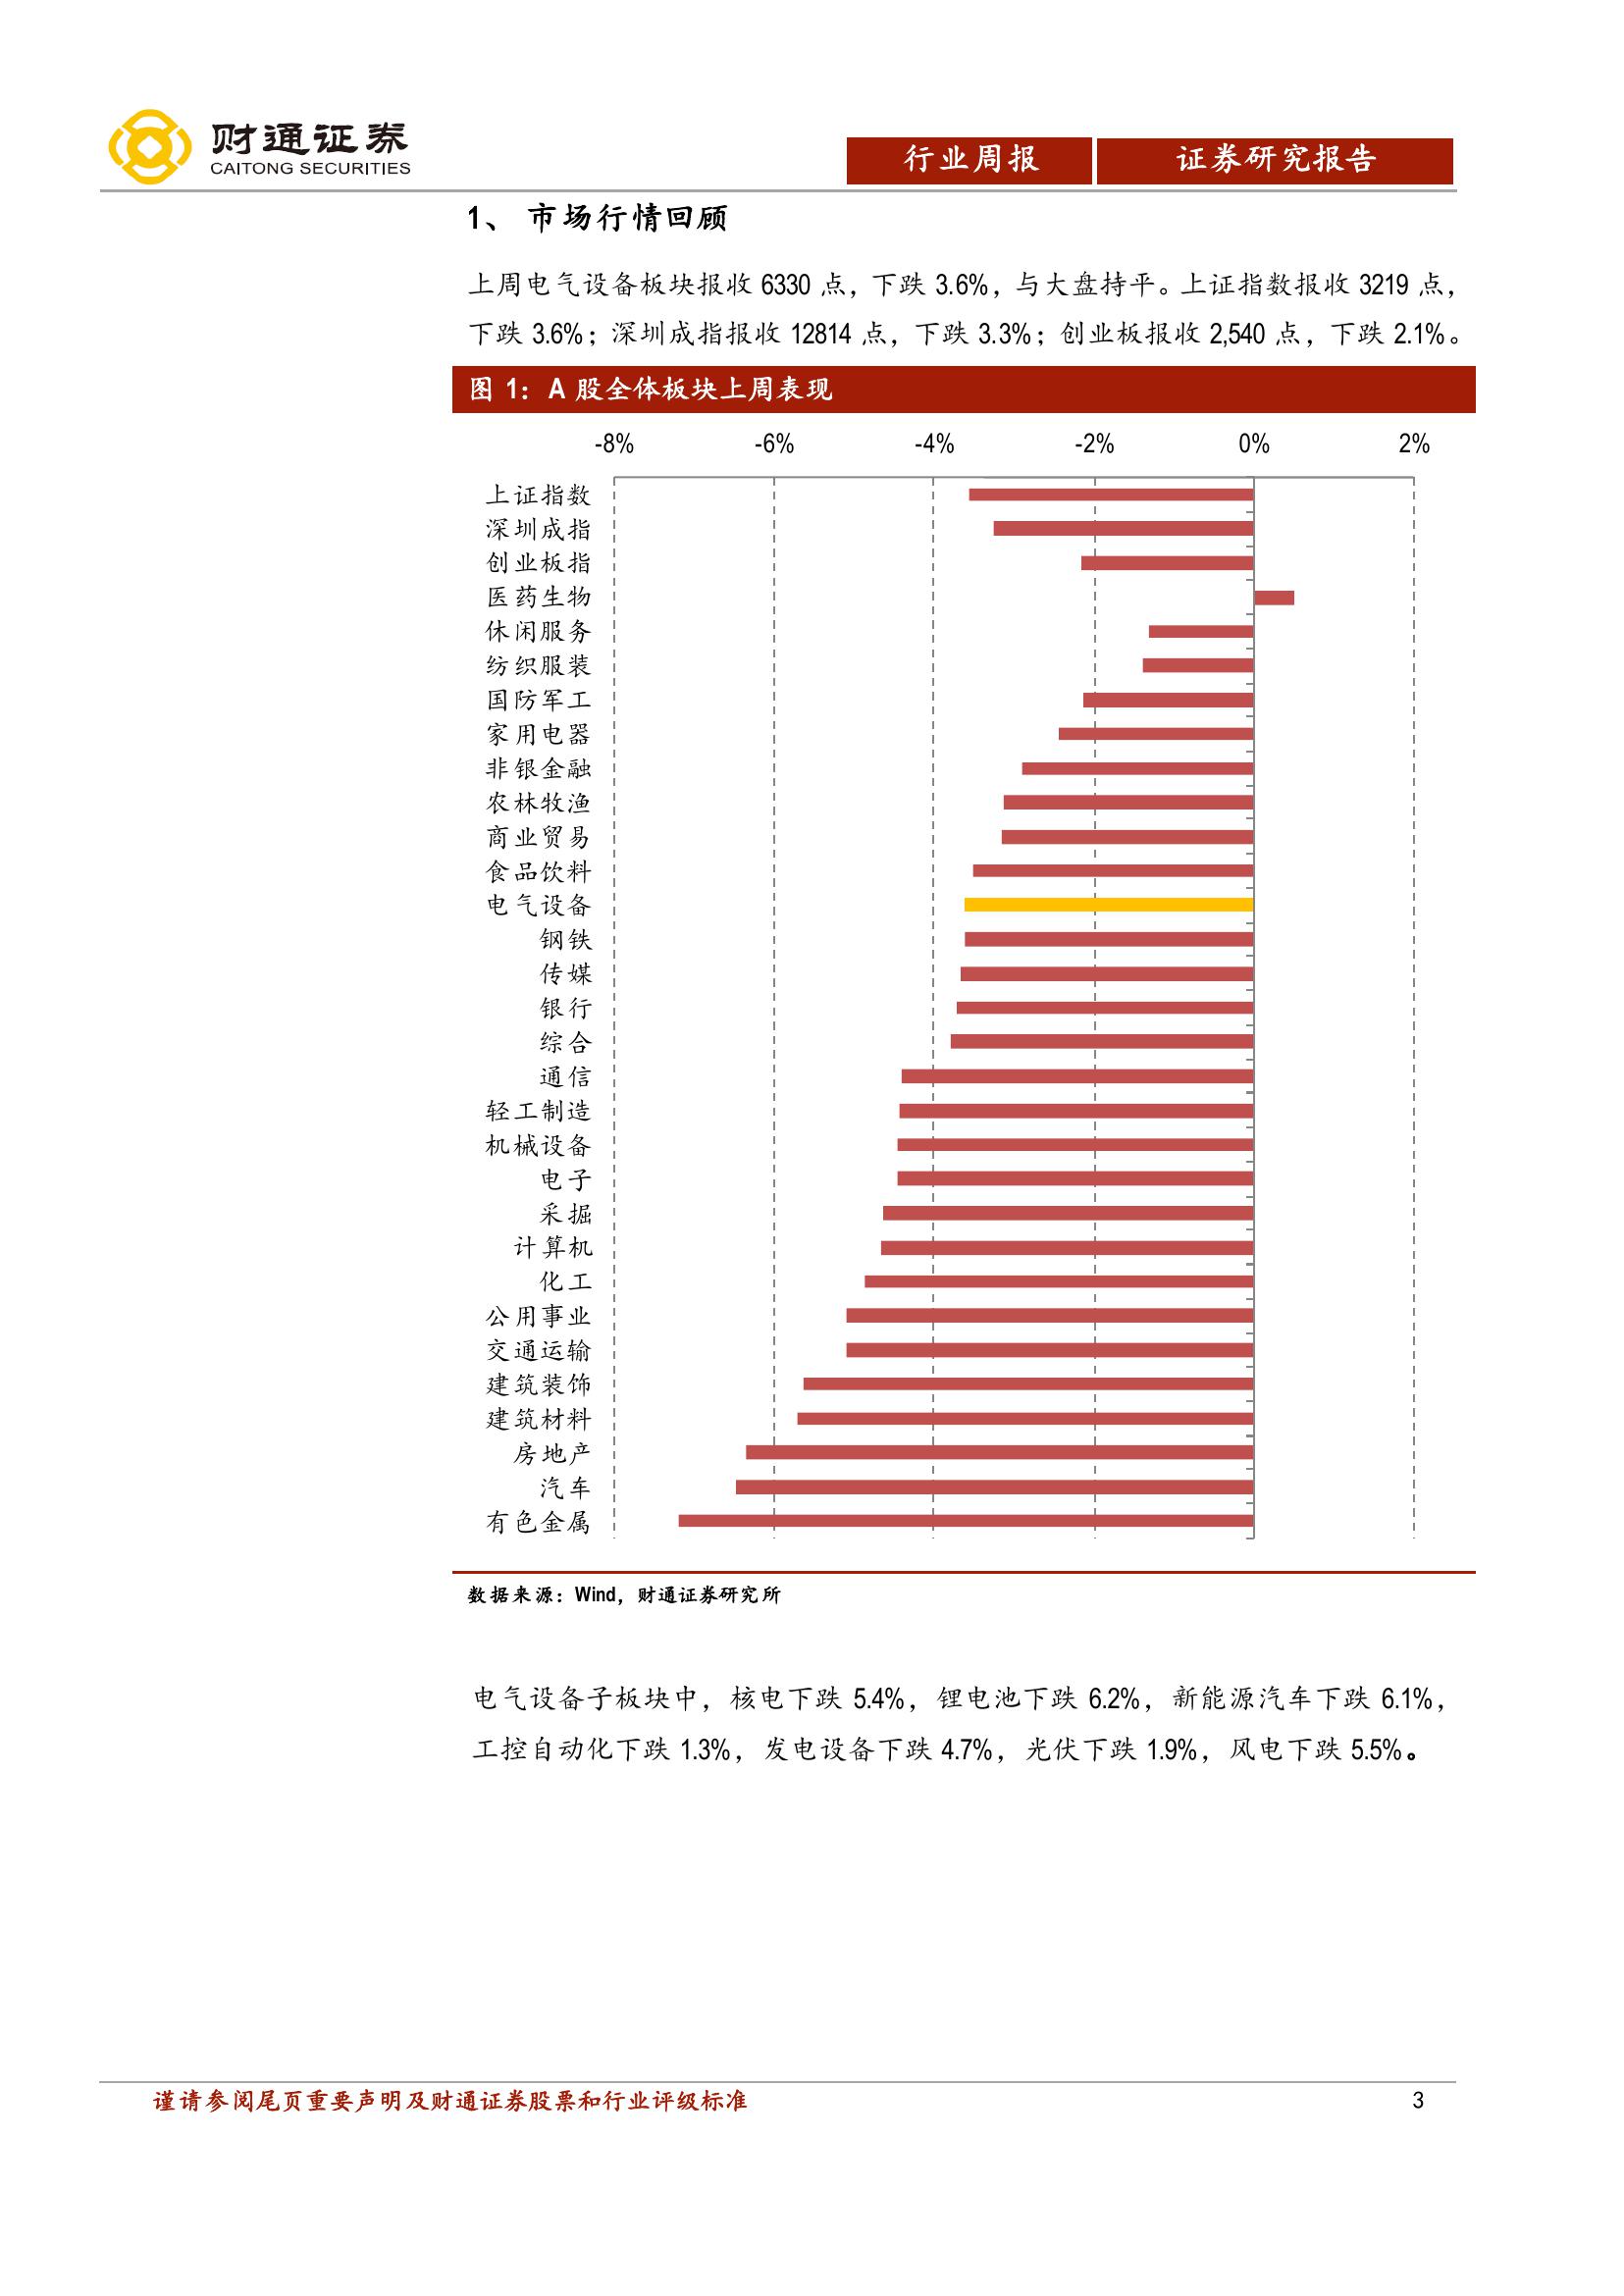 财通证券
CAITONG SECURITIES
行业周报
证券研究报告
1、 市场行情回顾
上周电气设备板块报收 6330 点，下跌 3.6%，与大盘持平。上证指数报收 3219 点，
下跌 3.6%；深圳成指报收 12814 点，下跌 3.3%；创业板报收 2,540 点，下跌 2.1%。
图 1：A 股全体板块上周表现
-8% -6% -4% -2% 0% 2%
上证指数
深圳成指
创业板指
医药生物
休闲服务
纺织服装
国防军工
家用电器
非银金融
农林牧渔
商业贸易
食品饮料
电气设备
钢铁
传媒
银行
综合
通信
轻工制造
机械设备
电子
采掘
计算机
化工
公用事业
交通运输
建筑装饰
建筑材料
房地产
汽车
有色金属
数据来源：Wind，财通证券研究所
电气设备子板块中，核电下跌 5.4%，锂电池下跌 6.2%，新能源汽车下跌 6.1%，
工控自动化下跌 1.3%，发电设备下跌 4.7%，光伏下跌 1.9%，风电下跌 5.5%。
谨请参阅尾页重要声明及财通证券股票和行业评级标准
3